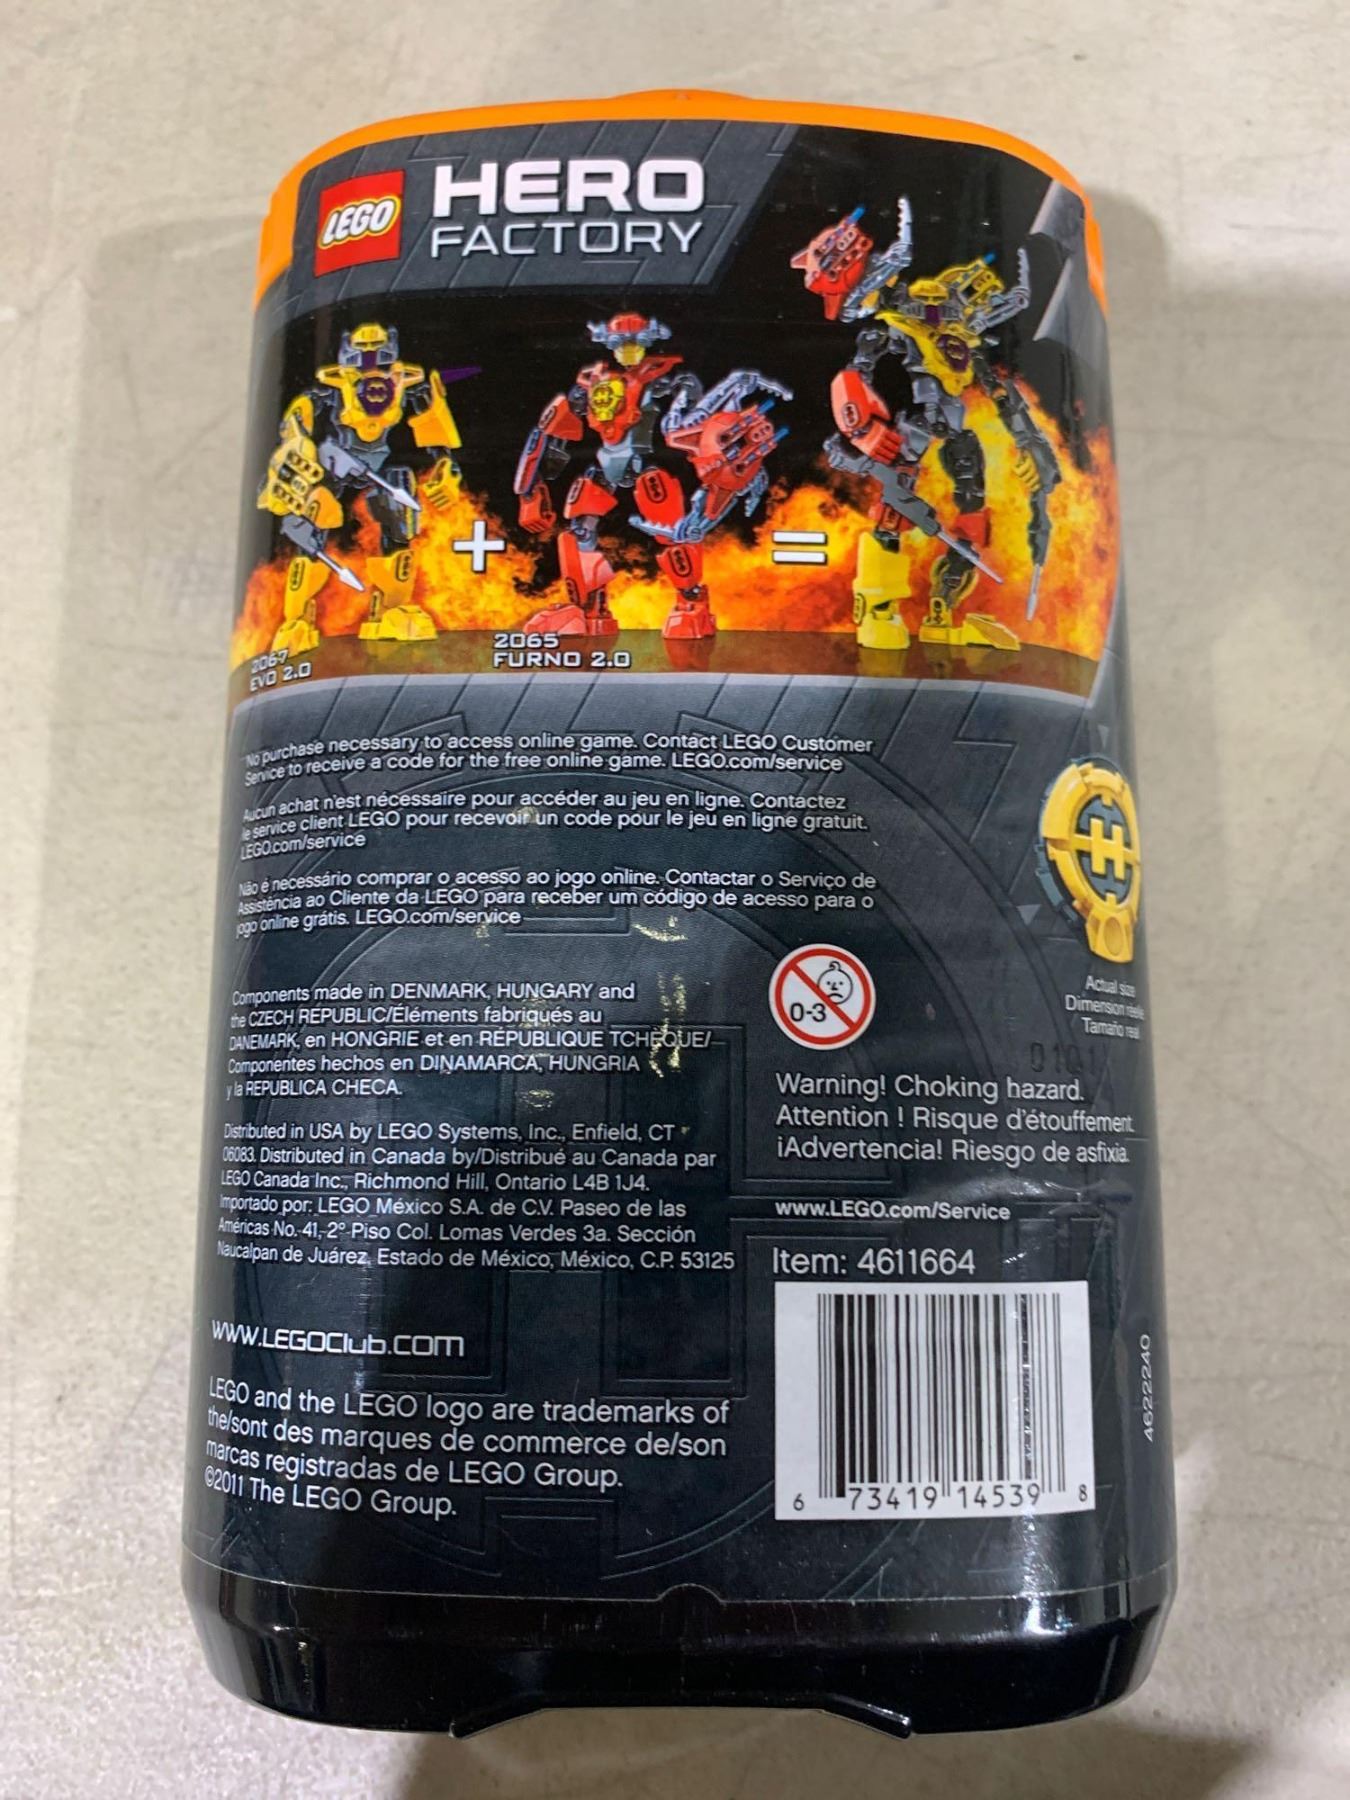 LEGO
HERO
FACTORY
+
=
2067
EVO 2.0
2065
FURNO 2.0
*No purchase necessary to access online game. Contact LEGO Customer
Service to receive a code for the free online game. LEGO.com/service
Aucun achat n'est nécessaire pour accéder au jeu en ligne. Contactez
le service client LEGO pour recevoir un code pour le jeu en ligne gratuit.
LEGO.com/service
Não é necessário comprar o acesso ao jogo online. Contactar o Serviço de
Assistência ao Cliente da LEGO para receber um código de acesso para o
jogo online grátis. LEGO.com/service
Components made in DENMARK, HUNGARY and
the CZECH REPUBLIC/Éléments fabriqués au
DANEMARK, en HONGRIE et en RÉPUBLIQUE TCHÈQUE/
Componentes hechos en DINAMARCA, HUNGRIA
y la REPUBLICA CHECA.
Distributed in USA by LEGO Systems, Inc., Enfield, CT
06083. Distributed in Canada by/Distribué au Canada par
LEGO Canada Inc., Richmond Hill, Ontario L4B 1J4.
Importado por: LEGO México S.A. de C.V. Paseo de las
Américas No. 41, 2º Piso Col. Lomas Verdes 3a. Sección
Naucalpan de Juárez, Estado de México, México, C.P. 53125
www.LEGOClub.com
LEGO and the LEGO logo are trademarks of
the/sont des marques de commerce de/son
marcas registradas de LEGO Group.
©2011 The LEGO Group.
H
Actual size
Dimension réelle
Tamaño real
0-3
Warning! Choking hazard.
Attention ! Risque d'étouffement.
¡Advertencia! Riesgo de asfixia.
www.LEGO.com/Service
Item: 4611664
6 73419 14539 8
4622240